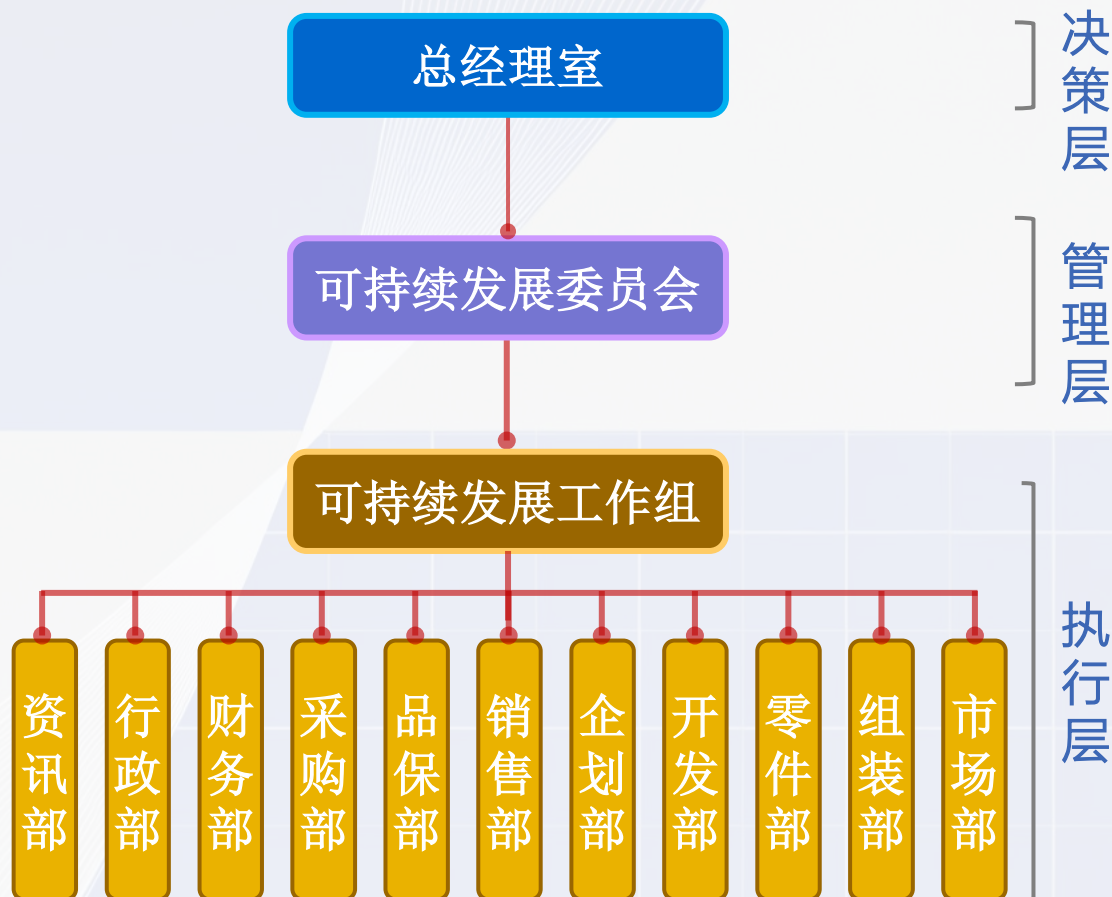 总经理室
决策层
可持续发展委员会
管理层
可持续发展工作组
执行层
资讯部
行政部
财务部
采购部
品保部
销售部
企划部
开发部
零件部
组装部
市场部